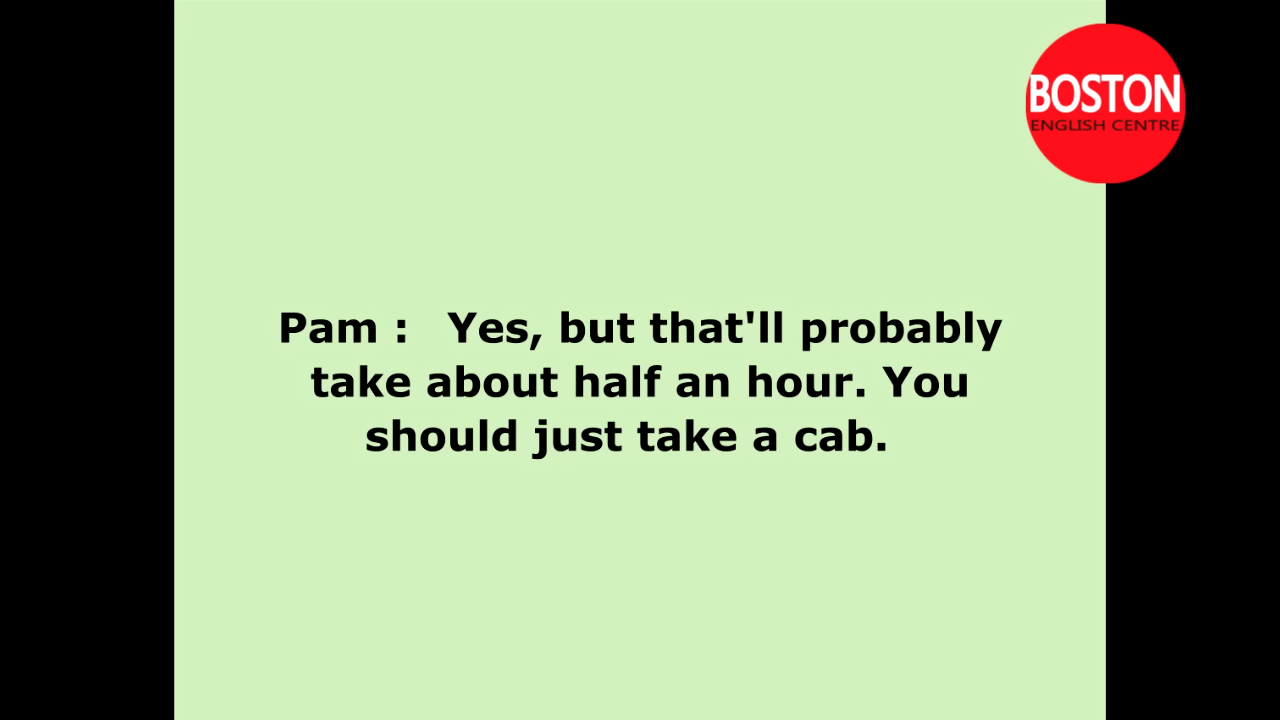 BOSTON
ENGLISH CENTRE
Pam :   Yes, but that'll probably
take about half an hour. You
should just take a cab.